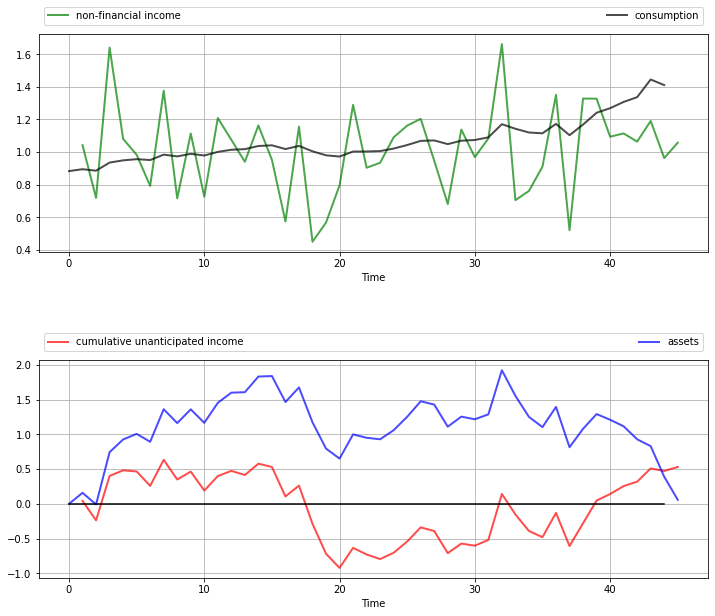 non-financial income consumption
1.6
1.4
1.2
1.0
0.8
0.6
0.4
0 10 20 30 40
Time
cumulative unanticipated income assets
2.0
1.5
1.0
0.5
0.0
−0.5
−1.0
0 10 20 30 40
Time